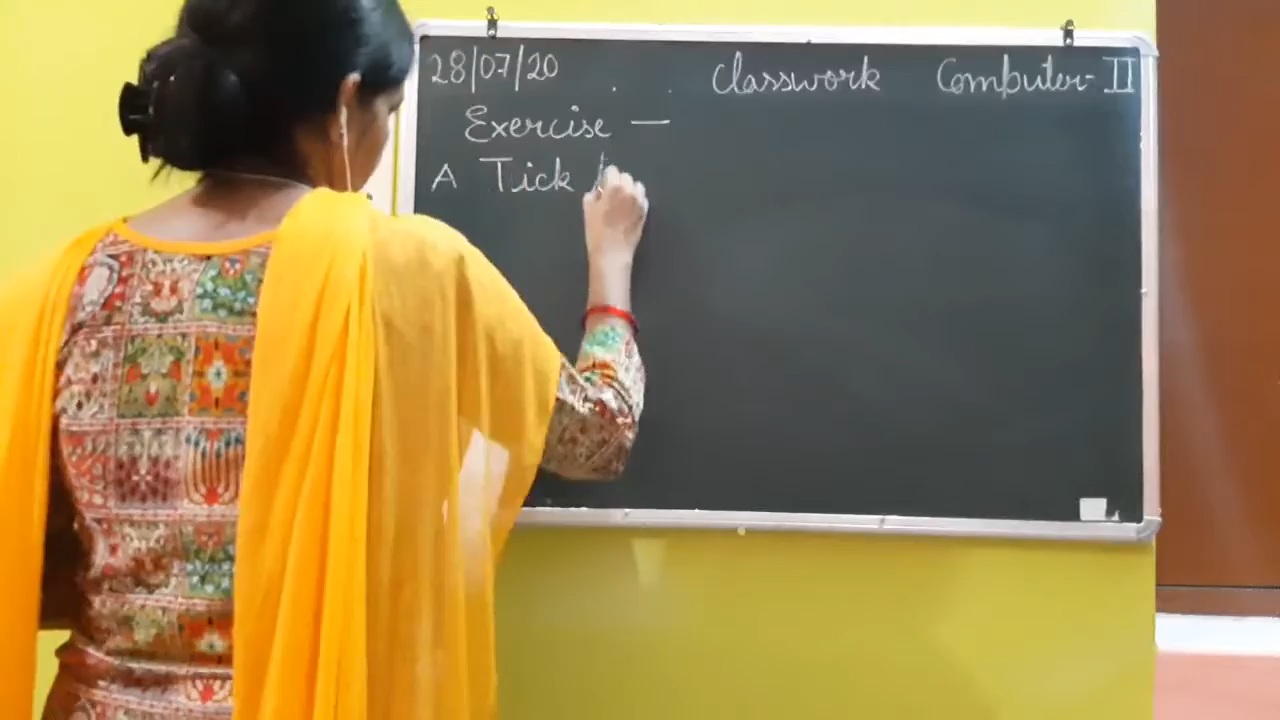 28/07/20 Classwork Computer-II
Exercise —
A Tick